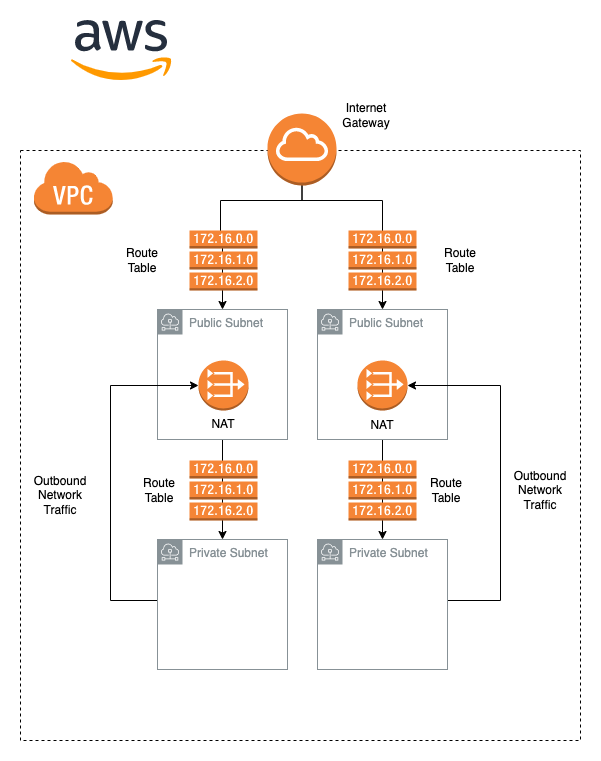 aws
Internet
Gateway
VPC
Route
Table
172.16.0.0
172.16.1.0
172.16.2.0
172.16.0.0
172.16.1.0
172.16.2.0
Route
Table
Public Subnet
Public Subnet
NAT
NAT
Outbound
Network
Traffic
Route
Table
172.16.0.0
172.16.1.0
172.16.2.0
172.16.0.0
172.16.1.0
172.16.2.0
Route
Table
Outbound
Network
Traffic
Private Subnet
Private Subnet